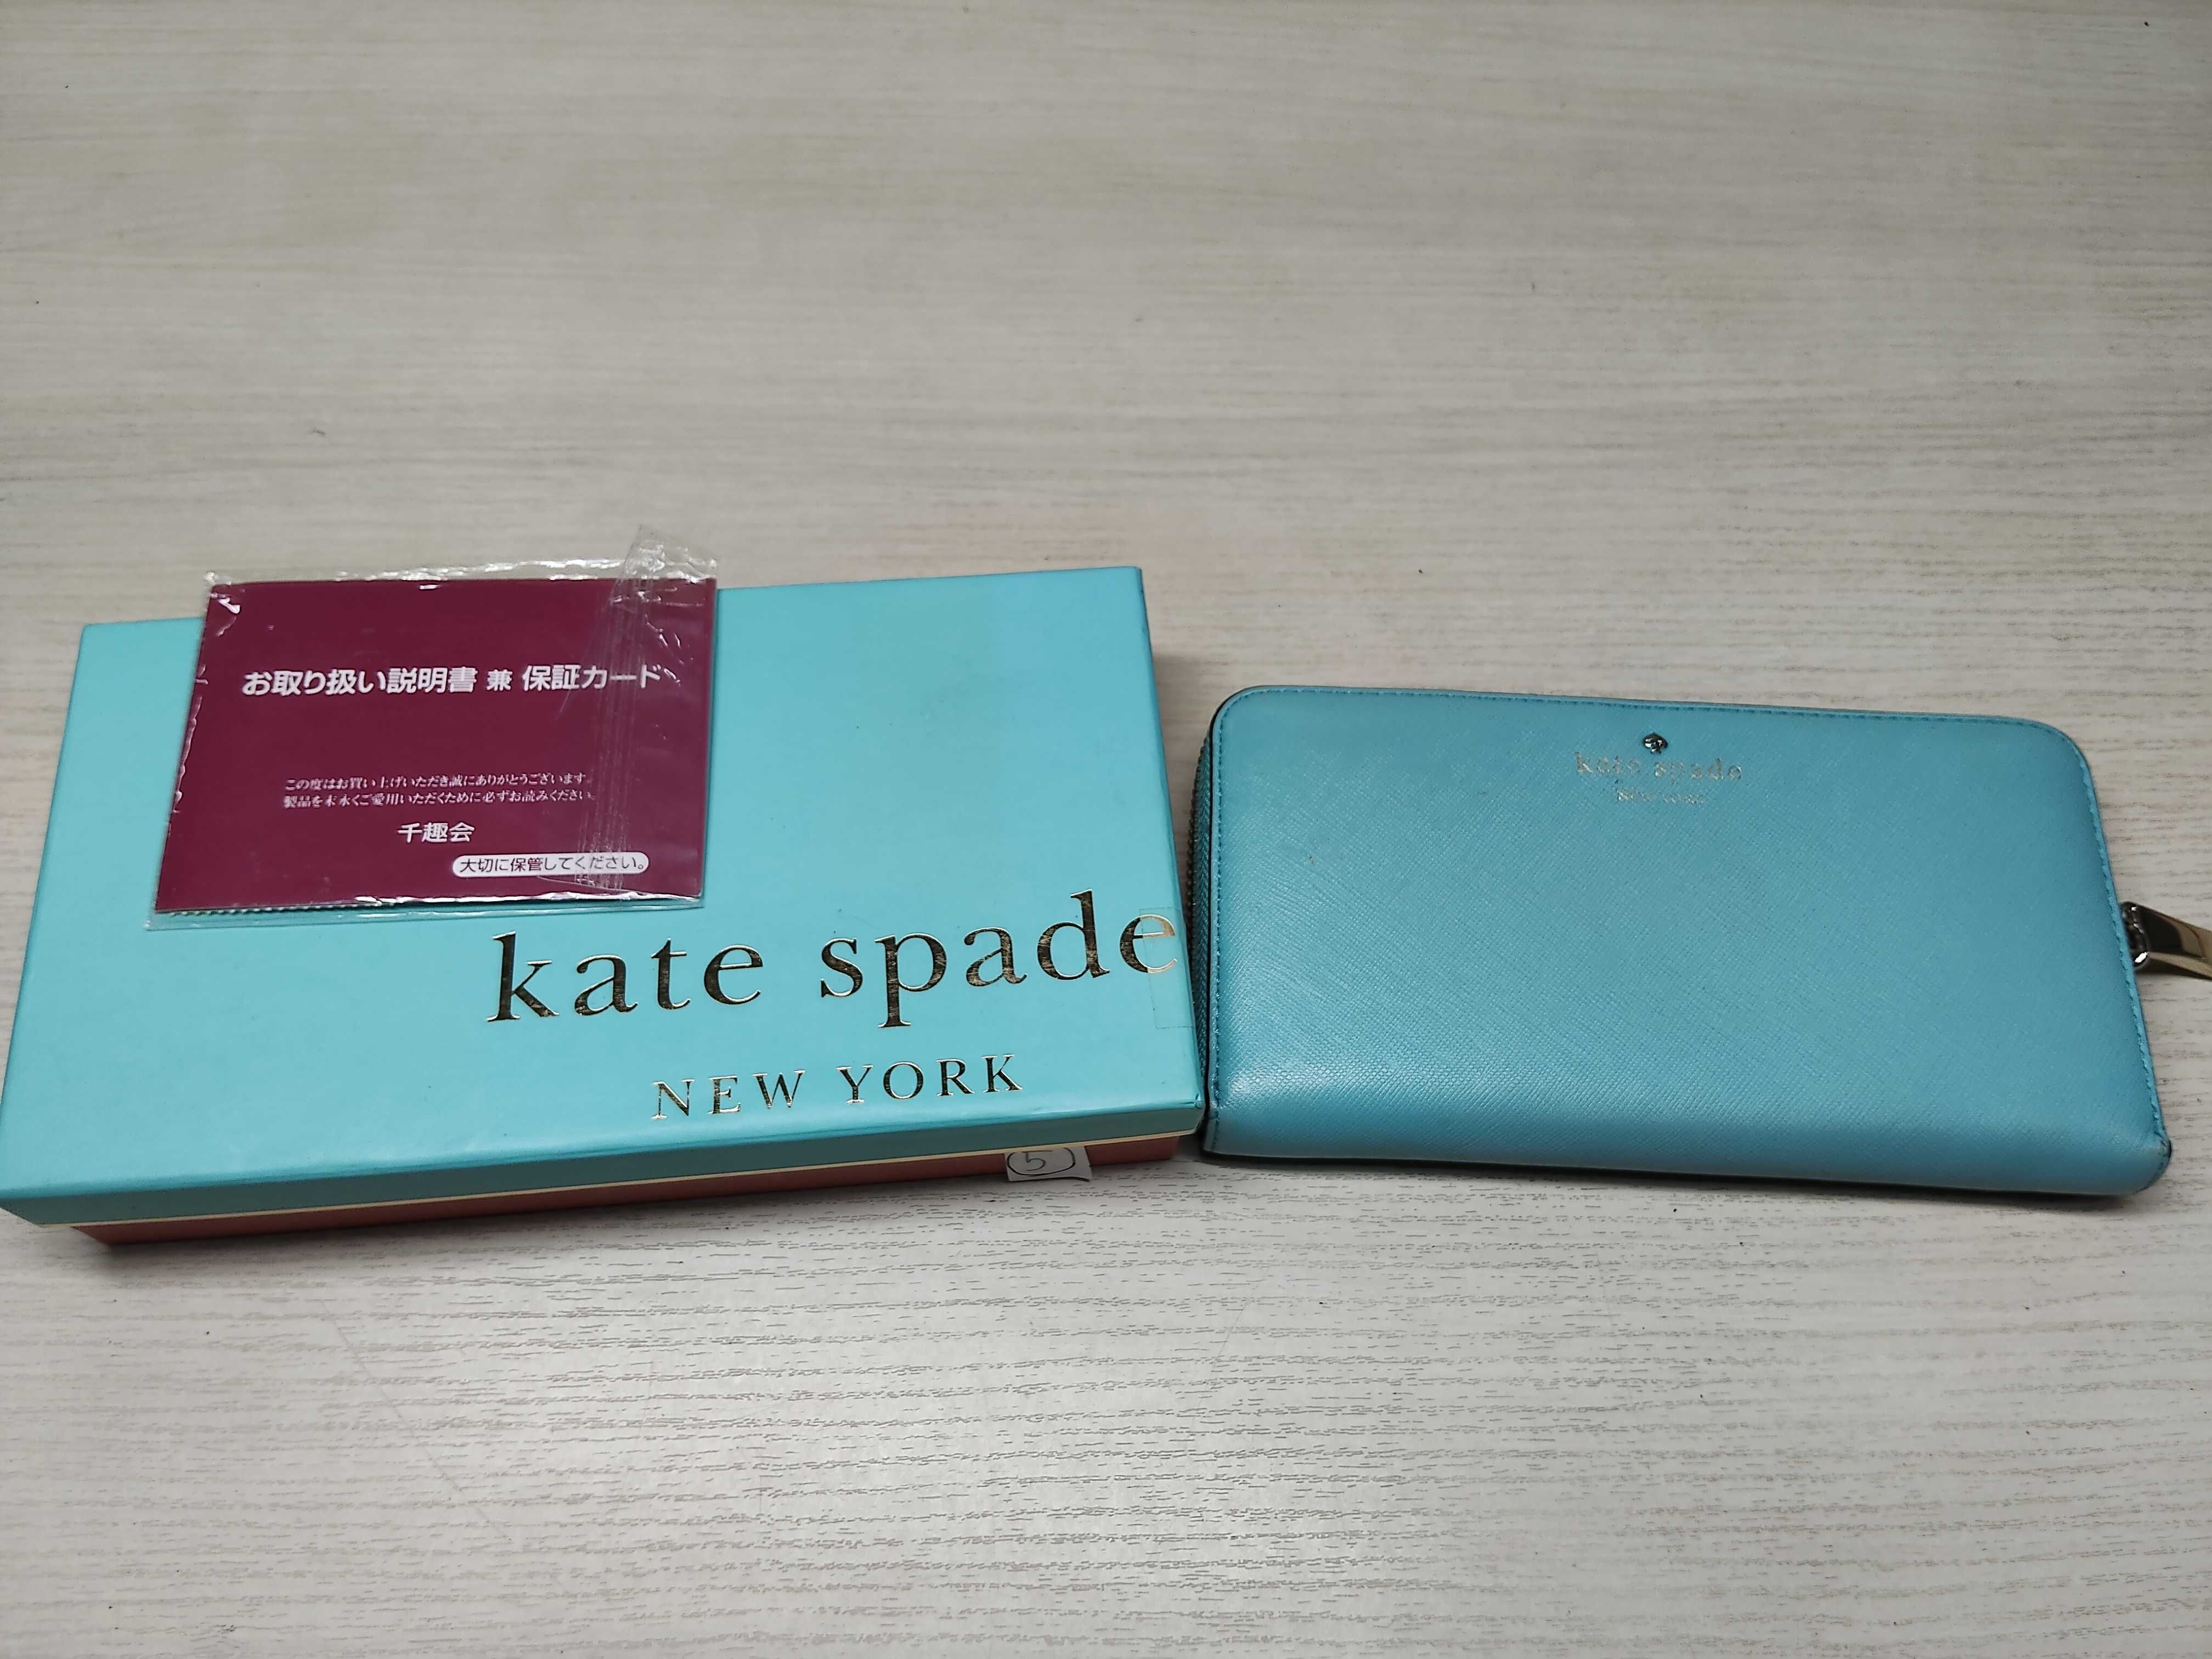 お取り扱い説明書 兼 保証カード
この度はお買い上げいただき誠にありがとうございます。
製品を末永くご愛用いただくために必ずお読みください。
千趣会
大切に保管してください。
kate spade
NEW YORK
5
kate spade
NEW YORK